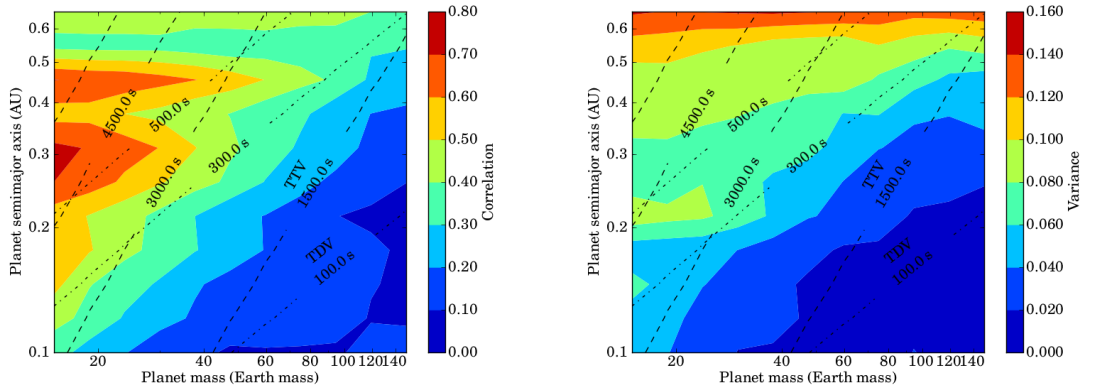 0.6
0.5
0.4
0.3
0.2
0.1
Planet semimajor axis (AU)
20
40
60
80
100
120
140
Planet mass (Earth mass)
4500.0 s
500.0 s
3000.0 s
300.0 s
TTV
1500.0 s
TDV
100.0 s
0.80
0.70
0.60
0.50
0.40
0.30
0.20
0.10
0.00
Correlation
0.6
0.5
0.4
0.3
0.2
0.1
Planet semimajor axis (AU)
20
40
60
80
100
120
140
Planet mass (Earth mass)
4500.0 s
500.0 s
3000.0 s
300.0 s
TTV
1500.0 s
TDV
100.0 s
0.160
0.140
0.120
0.100
0.080
0.060
0.040
0.020
0.000
Variance